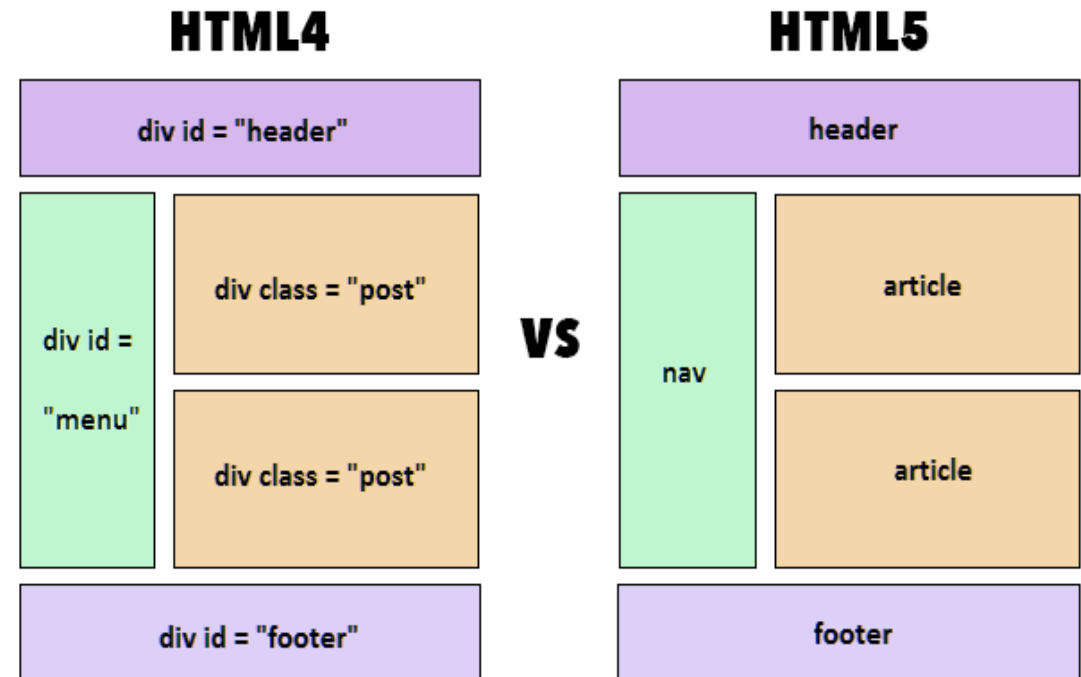 HTML4
div id = "header"
div id =
"menu"
div class = "post"
div class = "post"
div id = "footer"
VS
HTML5
header
nav
article
article
footer